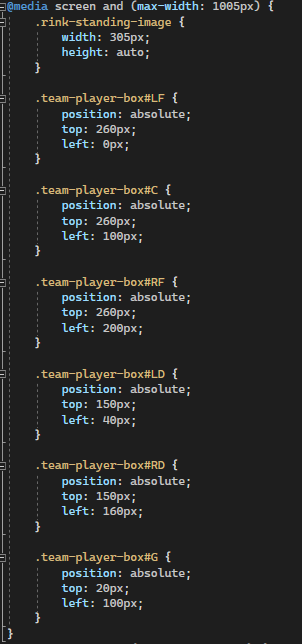 @media screen and (max-width: 1005px) {
.rink-standing-image {
width: 305px;
height: auto;
}
.team-player-box#LF {
position: absolute;
top: 260px;
left: 0px;
}
.team-player-box#C {
position: absolute;
top: 260px;
left: 100px;
}
.team-player-box#RF {
position: absolute;
top: 260px;
left: 200px;
}
.team-player-box#LD {
position: absolute;
top: 150px;
left: 40px;
}
.team-player-box#RD {
position: absolute;
top: 150px;
left: 160px;
}
.team-player-box#G {
position: absolute;
top: 20px;
left: 100px;
}
}